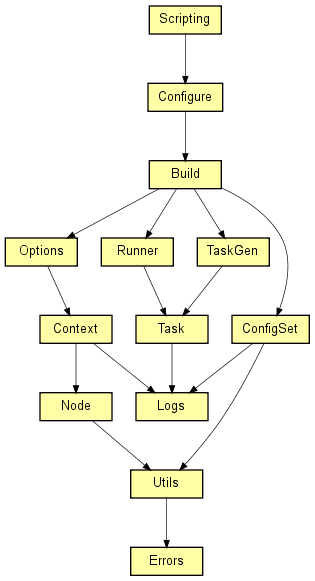 Scripting
Configure
Build
Options
Runner
TaskGen
Context
Task
ConfigSet
Node
Logs
Utils
Errors